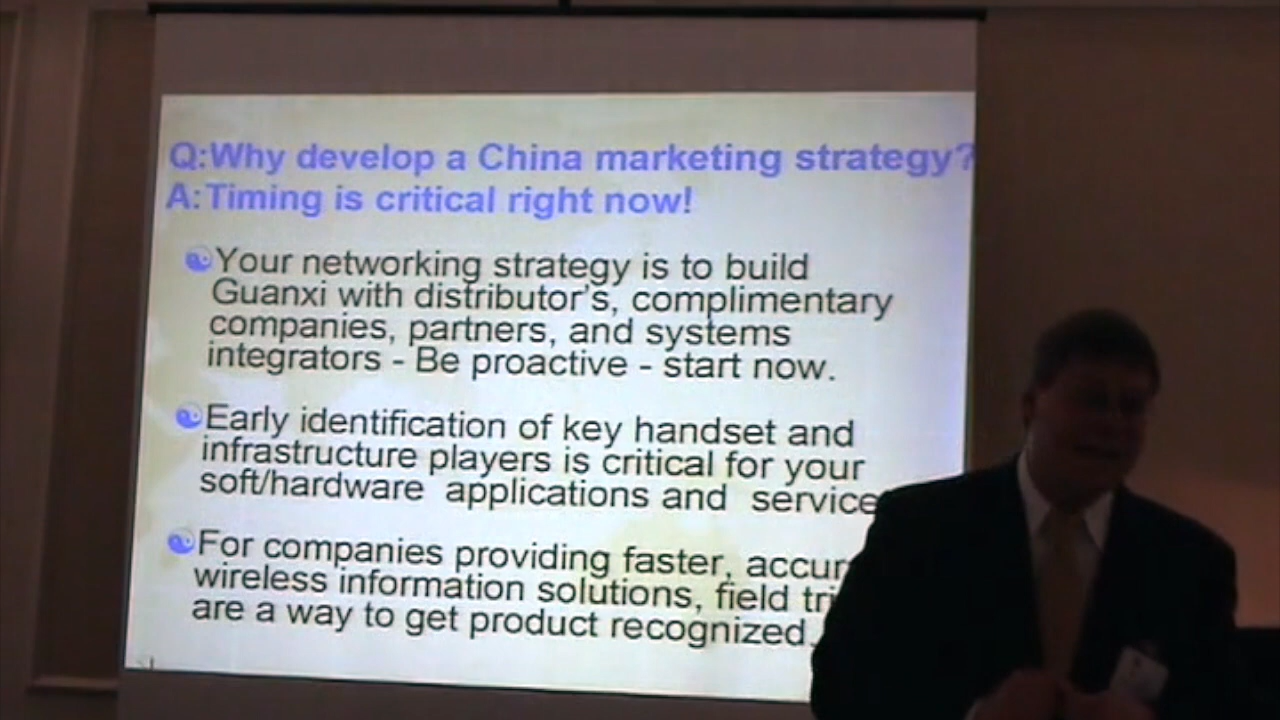 Q:Why develop a China marketing strategy?
A:Timing is critical right now!
Your networking strategy is to build
Guanxi with distributor's, complimentary
companies, partners, and systems
integrators - Be proactive - start now.
Early identification of key handset and
infrastructure players is critical for your
soft/hardware applications and service
For companies providing faster,
wireless information solutions, field
are a way to get product recognized.